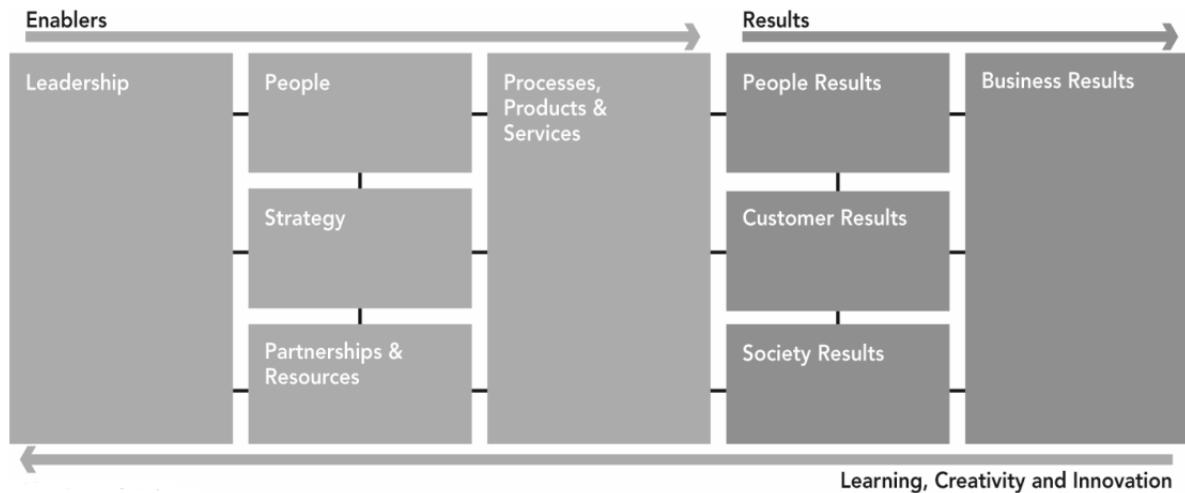 Enablers
Results
Leadership
People
Processes,
Products &
Services
People Results
Business Results
Strategy
Customer Results
Partnerships &
Resources
Society Results
Learning, Creativity and Innovation